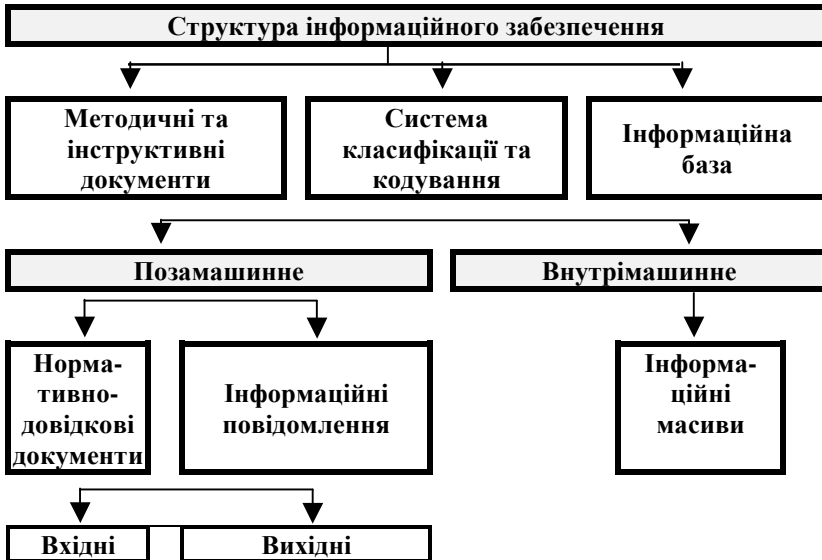 Структура інформаційного забезпечення
Методичні та
інструктивні
документи
Система
класифікації та
кодування
Інформаційна
база
Позамашинне
Внутрімашинне
Норма-
тивно-
довідкові
документи
Інформаційні
повідомлення
Інформа-
ційні
масиви
Вхідні
Вихідні